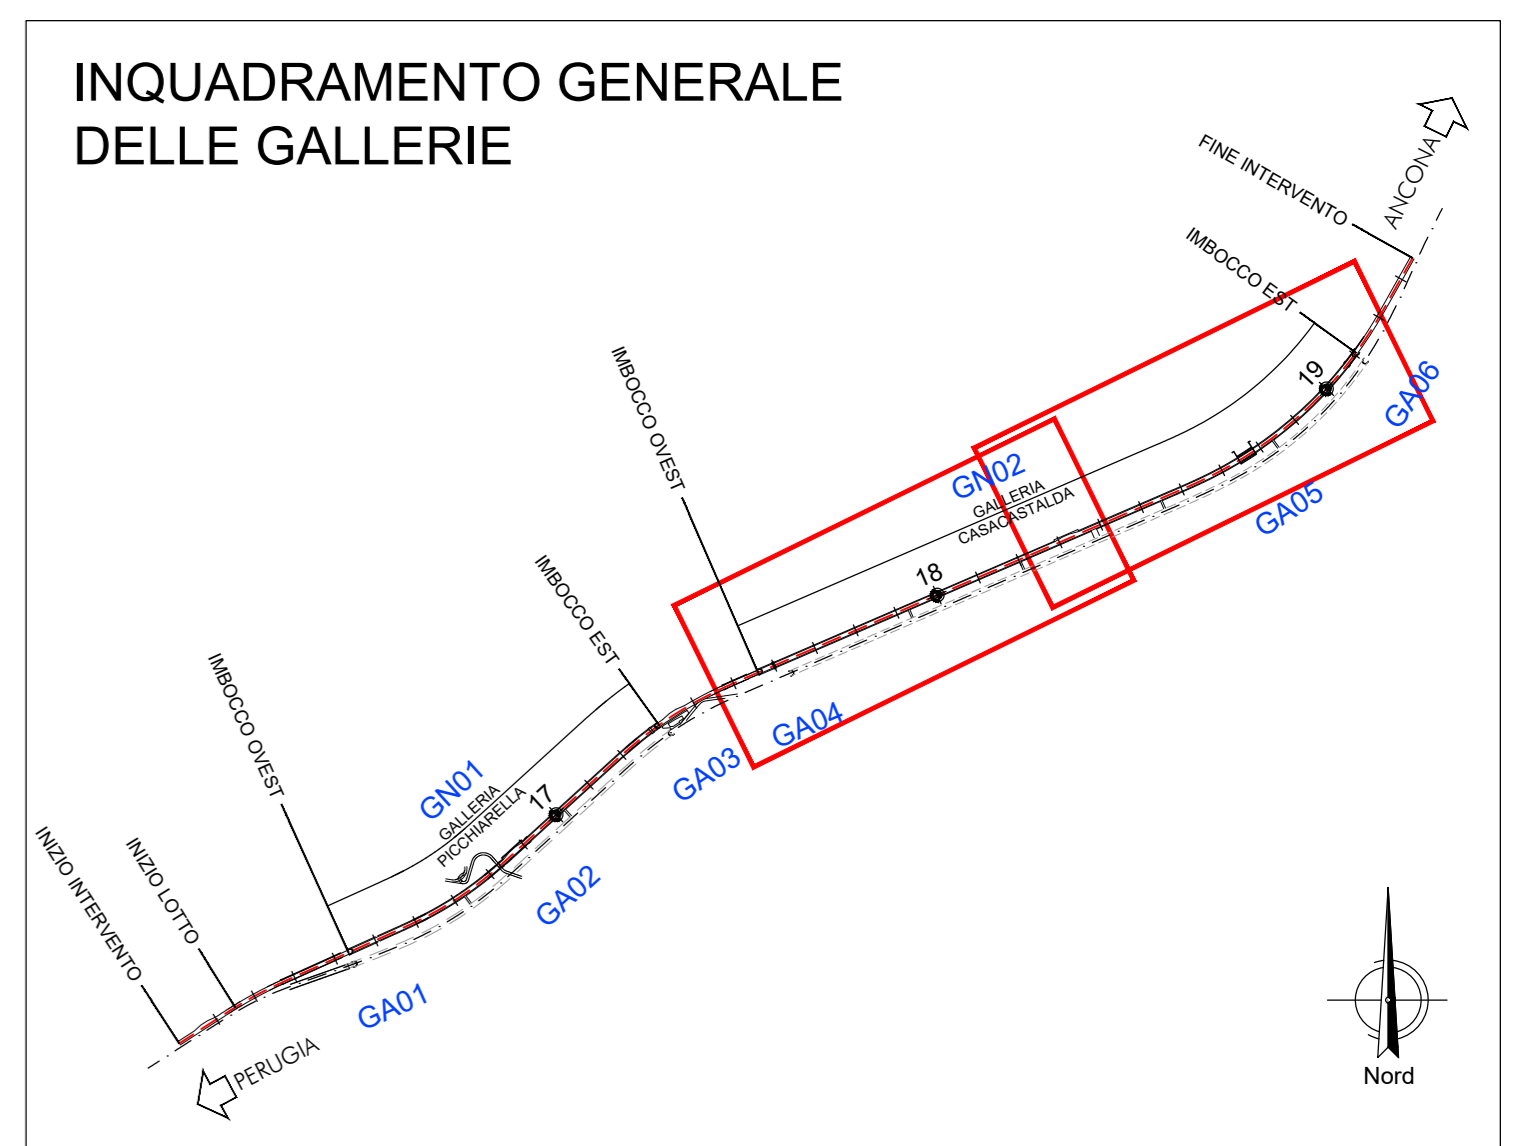 INQUADRAMENTO GENERALE
DELLE GALLERIE
ANCONA
FINE INTERVENTO
IMBOCCO EST
19
GA06
IMBOCCO OVEST
GN02
GALLERIA
CASACASTALDA
GA05
18
IMBOCCO EST
GA04
GA03
IMBOCCO OVEST
GN01
GALLERIA
PICCHIARELLA
17
GA02
INIZIO INTERVENTO
INIZIO LOTTO
GA01
PERUGIA
Nord